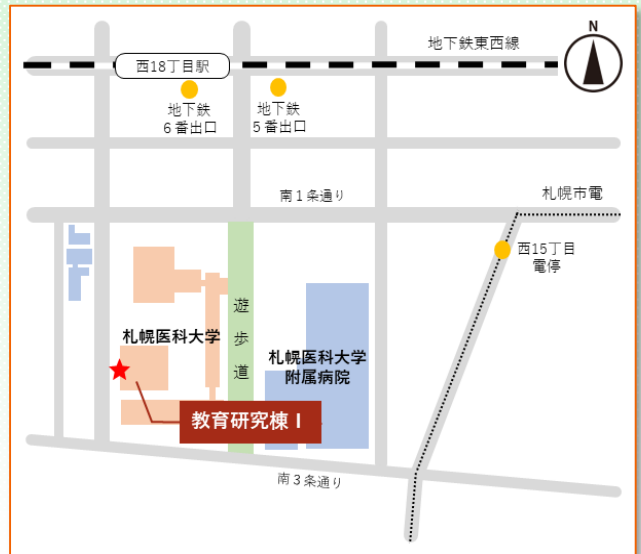 地下鉄東西線
N
西18丁目駅
地下鉄
6番出口
地下鉄
5番出口
南1条通り
札幌市電
西15丁目
電停
遊歩道
札幌医科大学
札幌医科大学
附属病院
教育研究棟Ⅰ
南3条通り